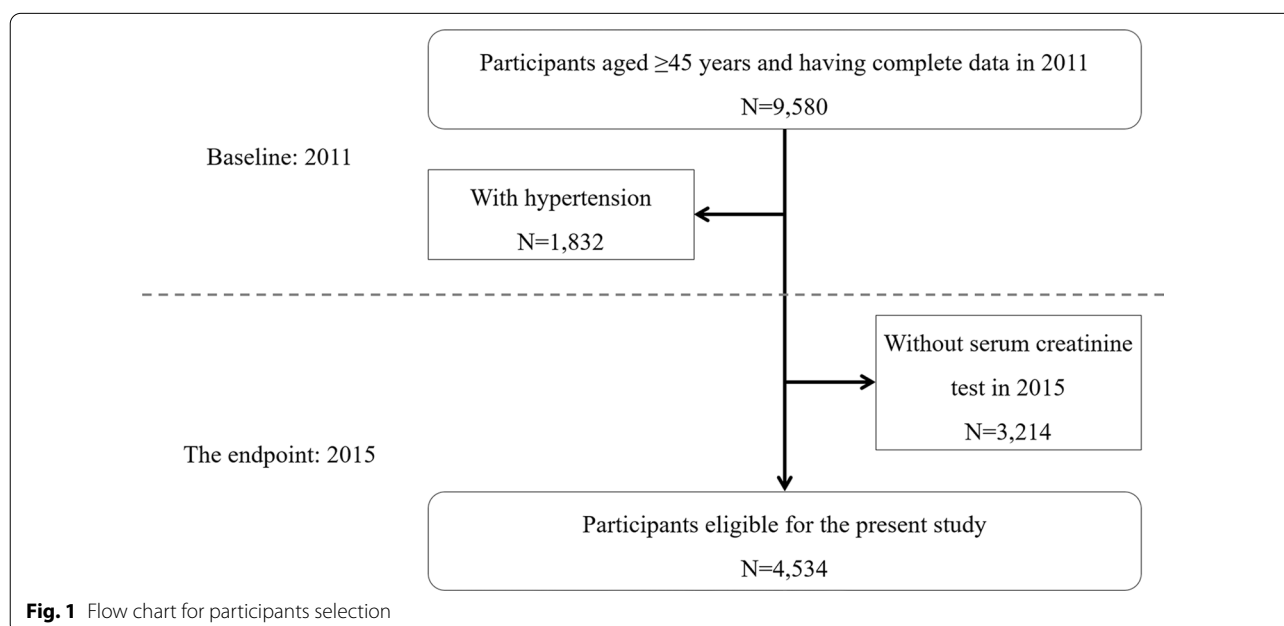 Participants aged ≥45 years and having complete data in 2011
N=9,580
Baseline: 2011
With hypertension
N=1,832
Without serum creatinine
test in 2015
N=3,214
The endpoint: 2015
Participants eligible for the present study
N=4,534
Fig. 1 Flow chart for participants selection